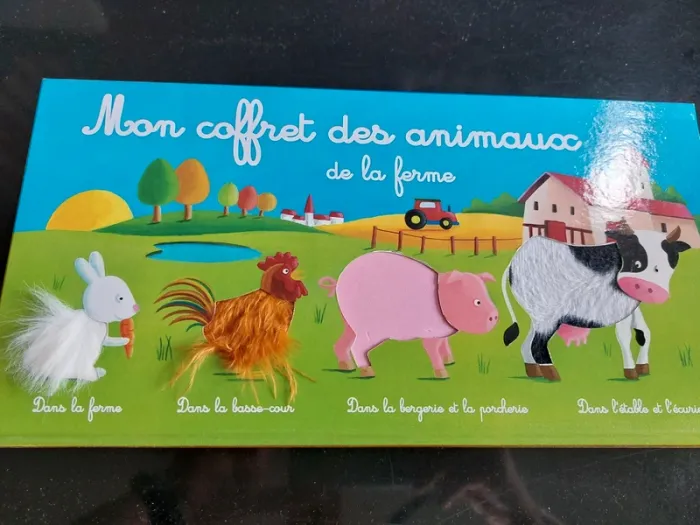 Mon coffret des animaux
de la ferme
Dans la ferme
Dans la basse-cour
Dans la bergerie et la porcherie
Dans l'étable et l'écurie